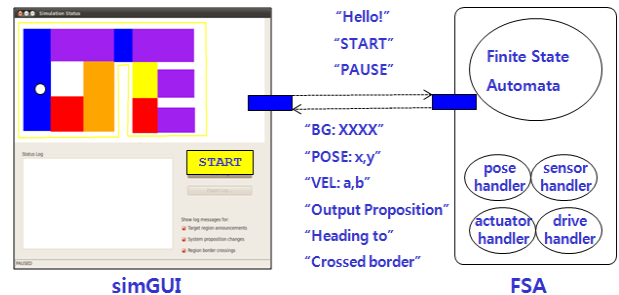 Simulation Status
Status Log
START
Show log messages for:
Target region announcements
System proposition changes
Region border crossings
PAUSED
simGUI
“Hello!”
“START”
“PAUSE”
“BG: XXXX”
“POSE: x,y”
“VEL: a,b”
“Output Proposition”
“Heading to”
“Crossed border”
Finite State
Automata
pose
handler
sensor
handler
actuator
handler
drive
handler
FSA